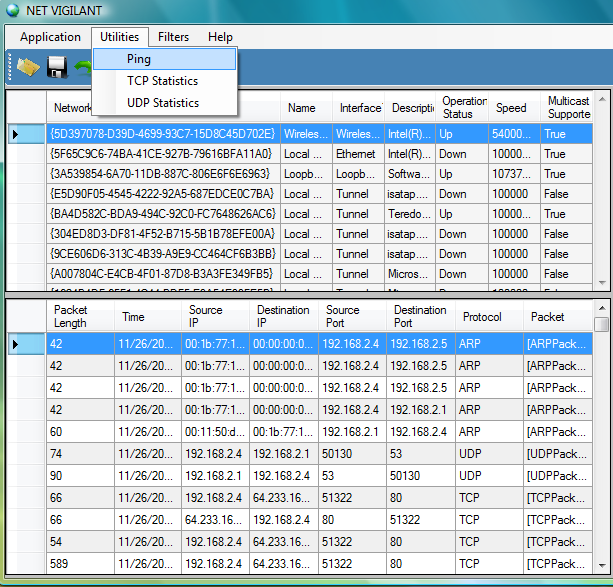 NET VIGILANT
Application Utilities Filters Help
Ping
TCP Statistics
UDP Statistics
Network Name Interface Descripti Operation Status Speed Multicast Supporte
{5D397078-D39D-4699-93C7-15D8C45D702E} Wireles... Wireles... Intel(R)... Up 54000... True
{5F65C9C6-74BA-41CE-927B-79616BFA11A0} Local ... Ethernet Intel(R)... Down 10000... True
{3A539854-6A70-11DB-887C-806E6F6E6963} Loopb... Loopb... Softwa... Up 10737... True
{E5D90F05-4545-4222-92A5-687EDCE0C7BA} Local ... Tunnel isatap.... Down 100000 False
{BA4D582C-BDA9-494C-92C0-FC7648626AC6} Local ... Tunnel Teredo... Up 100000 False
{304ED8D3-DF81-4F52-B715-5B1B78EFE00A} Local ... Tunnel isatap.... Down 100000 False
{9CE606D6-313C-4B39-A9E9-CC464CF6B3BB} Local ... Tunnel isatap.... Down 100000 False
{A007804C-E4CB-4F01-87D8-B3A3FE349FB5} Local ... Tunnel Micros... Down 100000 False
Local ... Tunnel isatap.... Down 100000 False
Packet Length Time Source IP Destination IP Source Port Destination Port Protocol Packet
42 11/26/20... 00:1b:77:1... 00:00:00:0... 192.168.2.4 192.168.2.5 ARP [ARPPack...
42 11/26/20... 00:1b:77:1... 00:00:00:0... 192.168.2.4 192.168.2.5 ARP [ARPPack...
42 11/26/20... 00:1b:77:1... 00:00:00:0... 192.168.2.4 192.168.2.5 ARP [ARPPack...
42 11/26/20... 00:1b:77:1... 00:00:00:0... 192.168.2.4 192.168.2.1 ARP [ARPPack...
60 11/26/20... 00:11:50:d... 00:1b:77:1... 192.168.2.1 192.168.2.4 ARP [ARPPack...
74 11/26/20... 192.168.2.4 192.168.2.1 50130 53 UDP [UDPPack...
90 11/26/20... 192.168.2.1 192.168.2.4 53 50130 UDP [UDPPack...
66 11/26/20... 192.168.2.4 64.233.16... 51322 80 TCP [TCPPack...
66 11/26/20... 64.233.16... 192.168.2.4 80 51322 TCP [TCPPack...
54 11/26/20... 192.168.2.4 64.233.16... 51322 80 TCP [TCPPack...
589 11/26/20... 192.168.2.4 64.233.16... 51322 80 TCP [TCPPack...